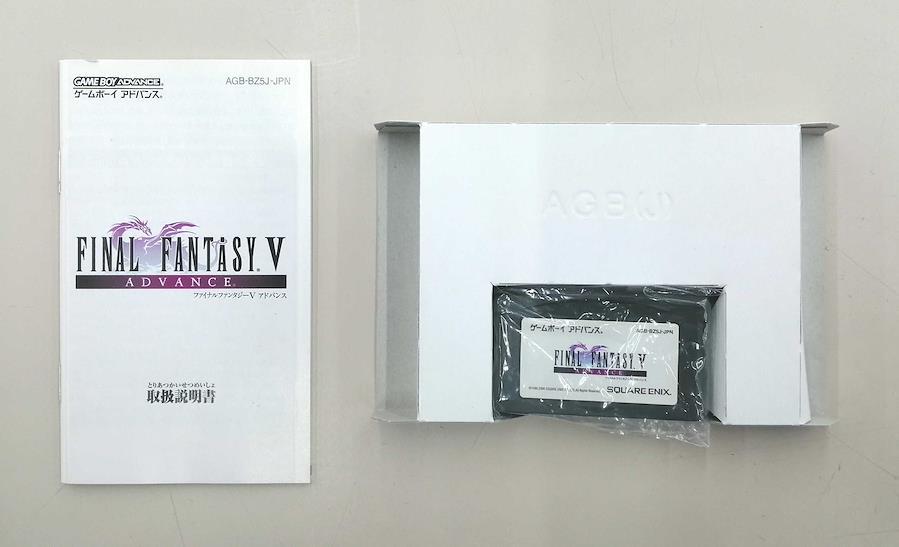 GAME BOY ADVANCE
AGB-BZ5J-JPN
ゲームボーイ アドバンス®
FINAL FANTASY® V
ADVANCE®
ファイナルファンタジーV アドバンス
とりあつかいせつめいしょ
取扱説明書
AGB(J)
ゲームボーイ アドバンス®
AGB-BZ5J-JPN
FINAL FANTASY® V
ADVANCE
SQUARE ENIX®